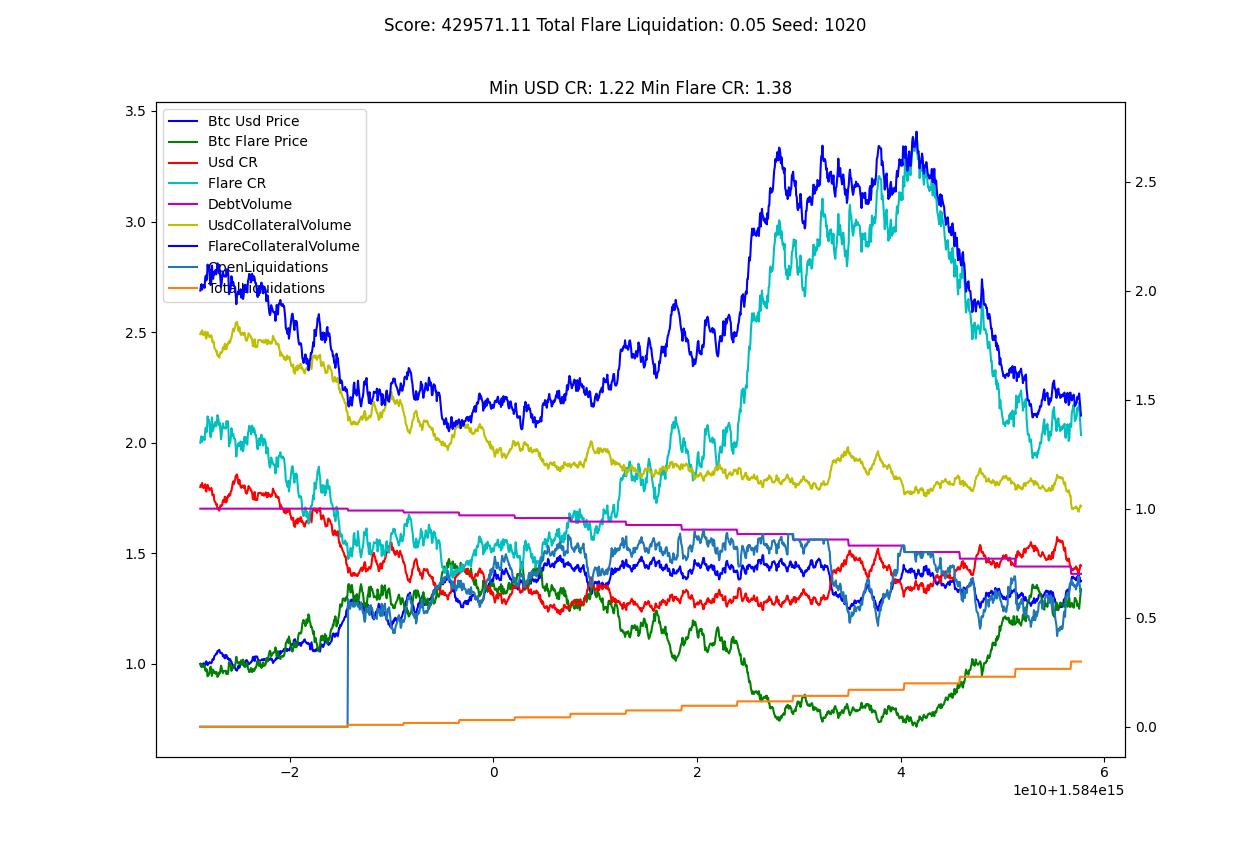 Score: 429571.11 Total Flare Liquidation: 0.05 Seed: 1020
Min USD CR: 1.22 Min Flare CR: 1.38
3.5
3.0
2.5
2.0
1.5
1.0
Btc Usd Price
Btc Flare Price
Usd CR
Flare CR
DebtVolume
UsdCollateralVolume
FlareCollateralVolume
OpenLiquidations
TotalLiquidations
2.5
2.0
1.5
1.0
0.5
0.0
−2 0 2 4 6
1e10+1.584e15